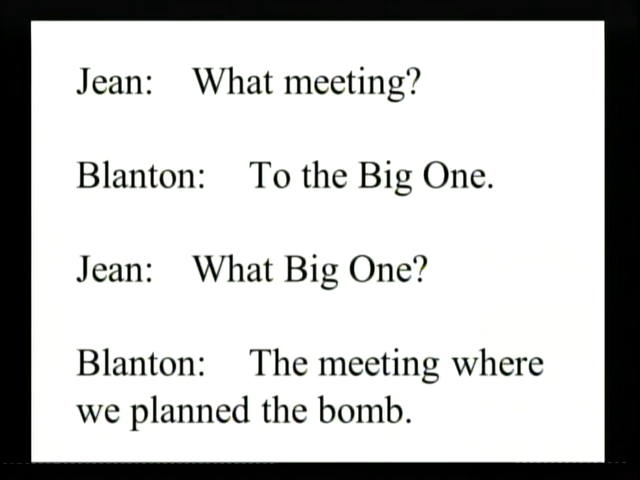 Jean: What meeting?
Blanton: To the Big One.
Jean: What Big One?
Blanton: The meeting where
we planned the bomb.